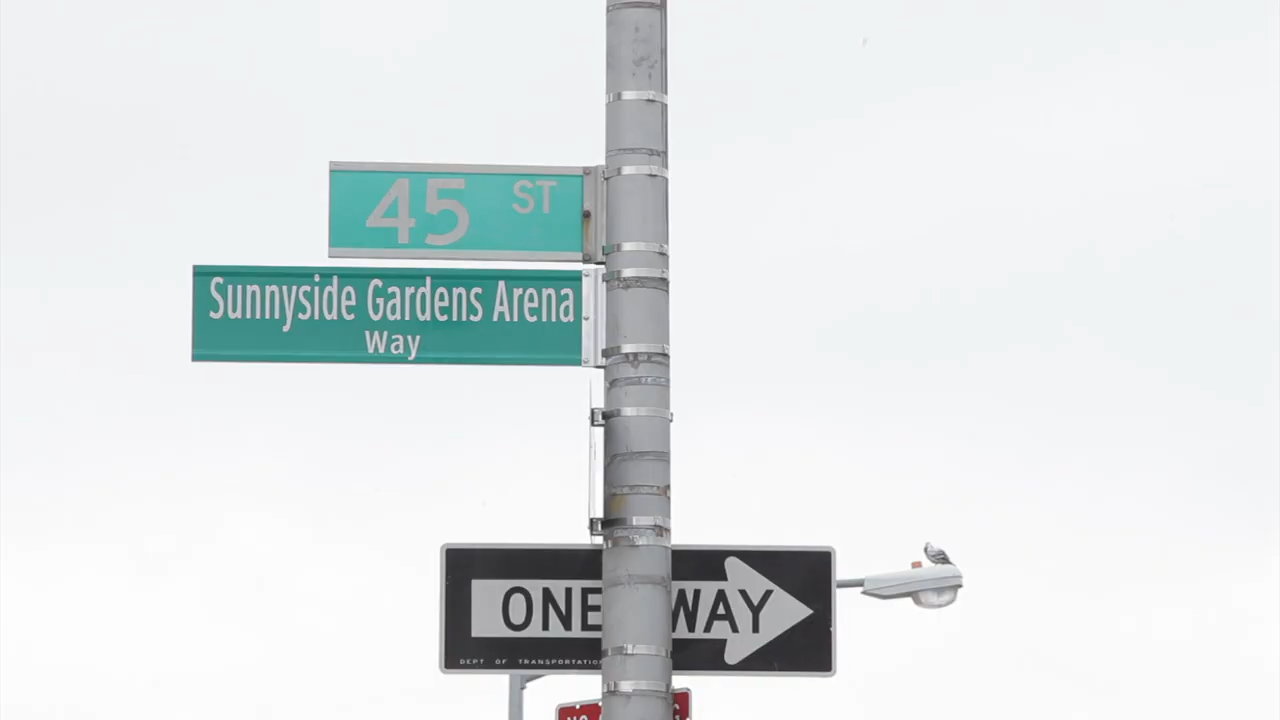 45 ST
Sunnyside Gardens Arena
Way
ONE WAY
DEPT OF TRANSPORTATION